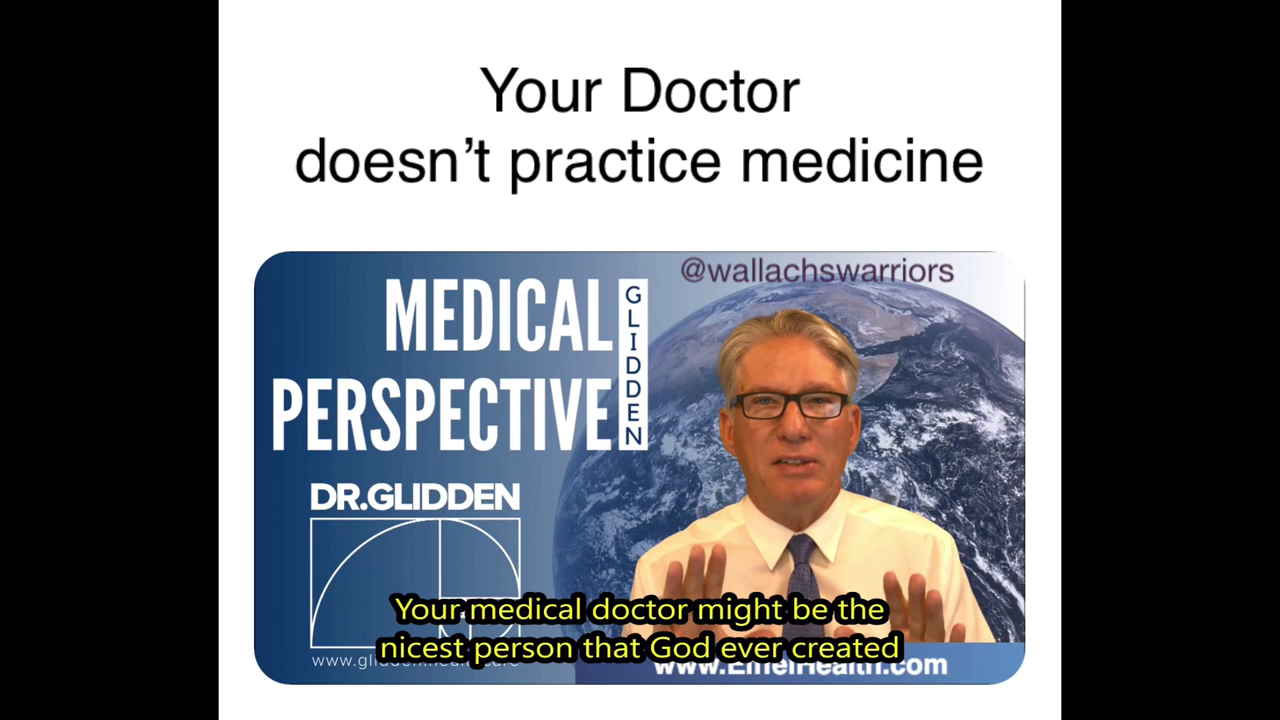 Your Doctor
doesn't practice medicine
@wallachswarriors
MEDICAL
PERSPECTIVE
GLIDDEN
DR.GLIDDEN
Your medical doctor might be the
nicest person that God ever created